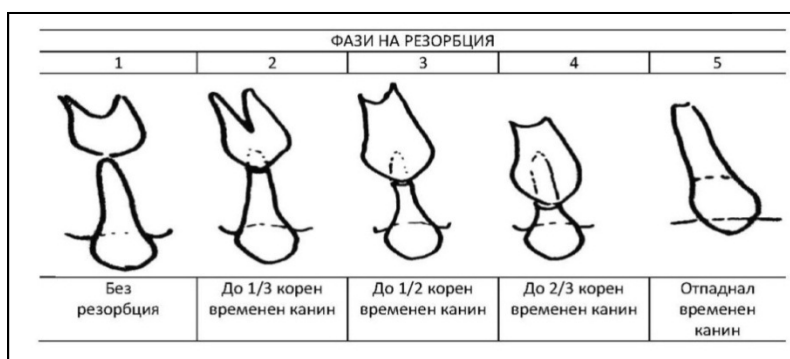 ФАЗИ НА РЕЗОРБЦИЯ
1 2 3 4 5
Без резорбция
До 1/3 корен временен канин
До 1/2 корен временен канин
До 2/3 корен временен канин
Отпаднал временен канин